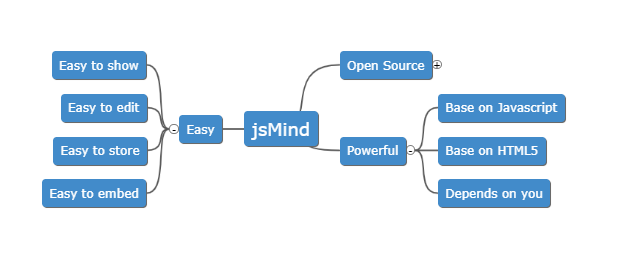 jsMind
Easy
Easy to show
Easy to edit
Easy to store
Easy to embed
Open Source
Powerful
Base on Javascript
Base on HTML5
Depends on you